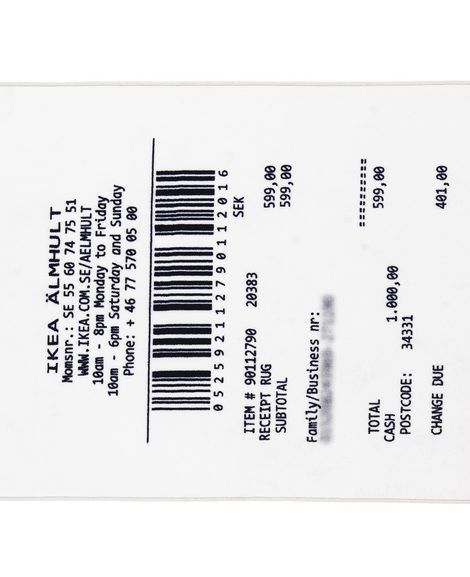 IKEA ÄLMHULT
Momsnr.: SE 55 60 74 75 51
WWW.IKEA.COM.SE/AELMHULT
10am - 8pm Monday to Friday
10am - 6pm Saturday and Sunday
Phone: + 46 77 570 05 00
052592112790112016
SEK
ITEM # 90112790 20383
RECEIPT RUG 599,00
SUBTOTAL 599,00
Family/Business nr:
TOTAL 599,00
CASH 1.000,00
POSTCODE: 34331
CHANGE DUE 401,00